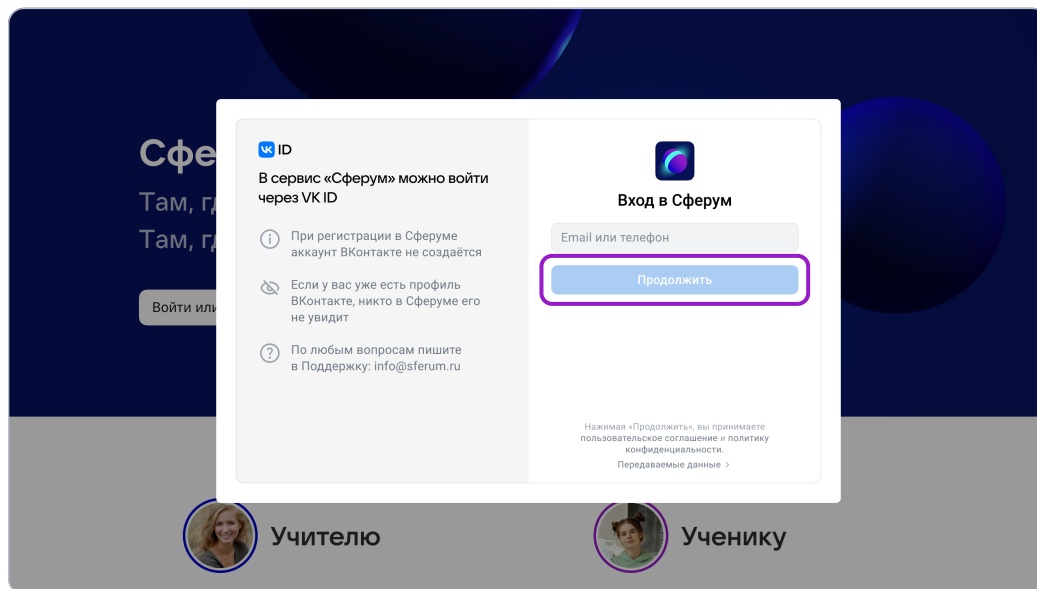 Сфе
Там, г
Там, г
Войти или
VK ID
В сервис «Сферум» можно войти
через VK ID
При регистрации в Сферуме
аккаунт ВКонтакте не создаётся
Если у вас уже есть профиль
ВКонтакте, никто в Сферуме его
не увидит
По любым вопросам пишите
в Поддержку: info@sferum.ru
Вход в Сферум
Email или телефон
Продолжить
Нажимая «Продолжить», вы принимаете
пользовательское соглашение и политику
конфиденциальности.
Передаваемые данные >
Учителю
Ученику